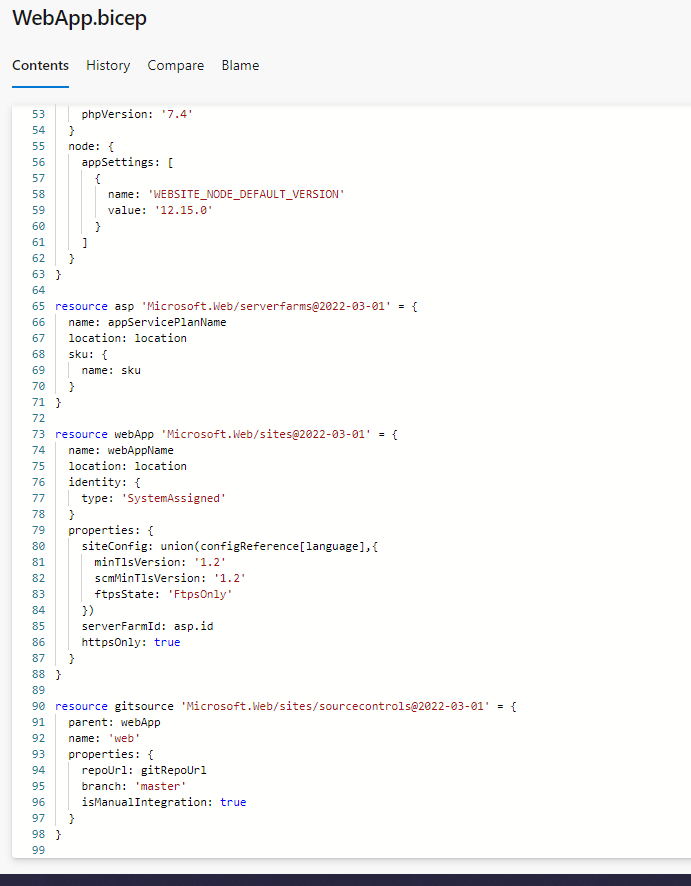 WebApp.bicep
Contents History Compare Blame
53 phpVersion: '7.4'
54 }
55 node: {
56 appSettings: [
57 {
58 name: 'WEBSITE_NODE_DEFAULT_VERSION'
59 value: '12.15.0'
60 }
61 ]
62 }
63 }
64
65 resource asp 'Microsoft.Web/serverfarms@2022-03-01' = {
66 name: appServicePlanName
67 location: location
68 sku: {
69 name: sku
70 }
71 }
72
73 resource webApp 'Microsoft.Web/sites@2022-03-01' = {
74 name: webAppName
75 location: location
76 identity: {
77 type: 'SystemAssigned'
78 }
79 properties: {
80 siteConfig: union(configReference[language],{
81 minTlsVersion: '1.2'
82 scmMinTlsVersion: '1.2'
83 ftpsState: 'FtpsOnly'
84 })
85 serverFarmId: asp.id
86 httpsOnly: true
87 }
88 }
89
90 resource gitsource 'Microsoft.Web/sites/sourcecontrols@2022-03-01' = {
91 parent: webApp
92 name: 'web'
93 properties: {
94 repoUrl: gitRepoUrl
95 branch: 'master'
96 isManualIntegration: true
97 }
98 }
99